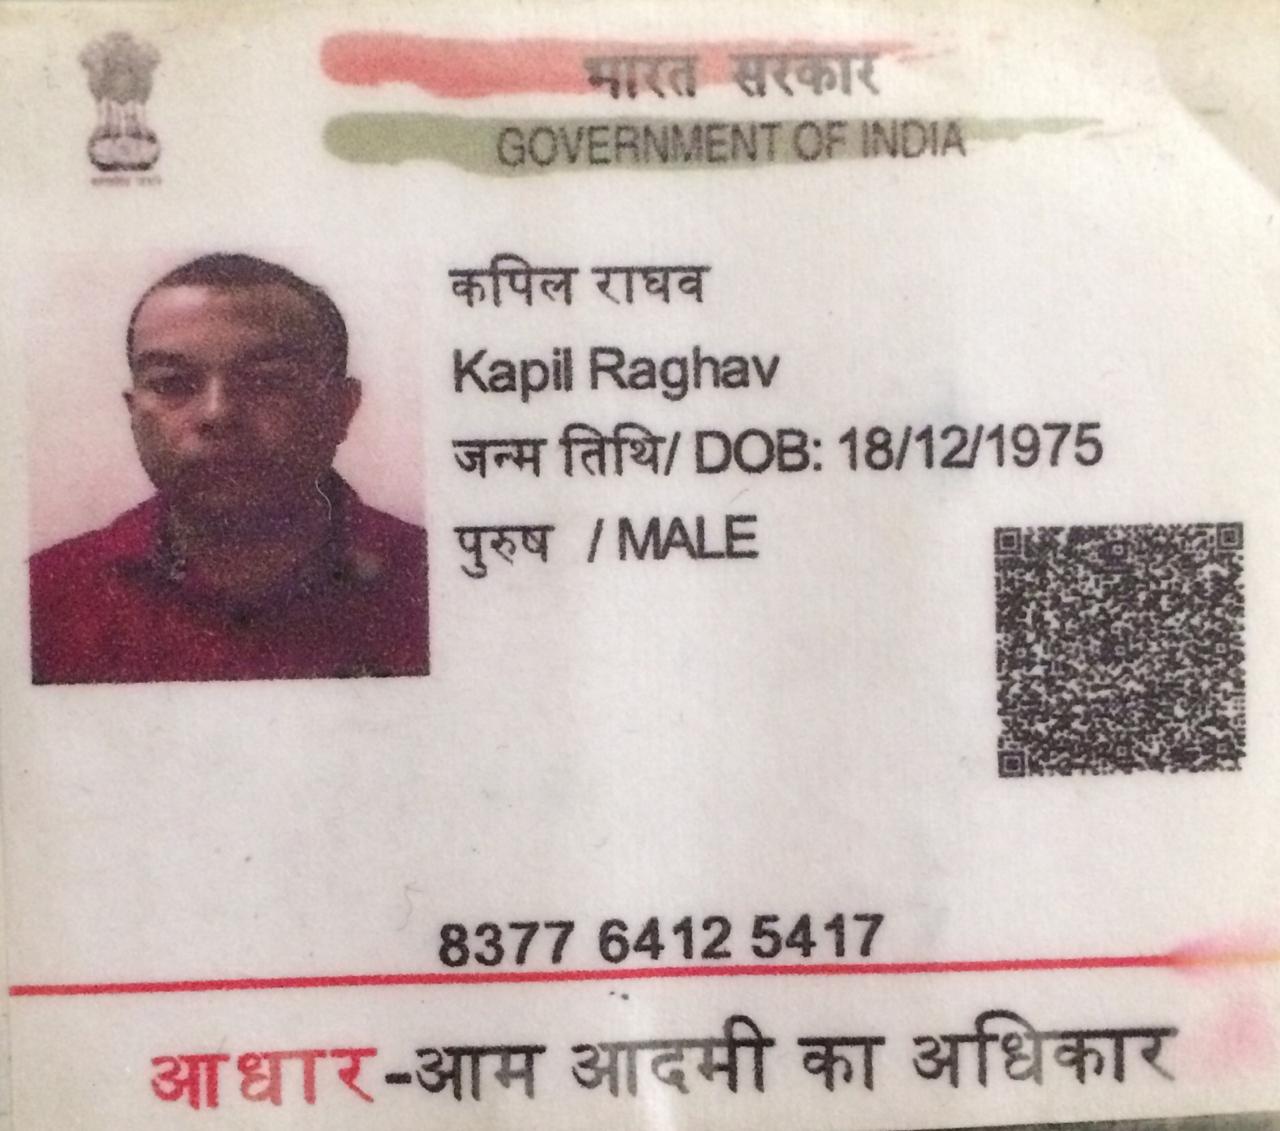 भारत सरकार
GOVERNMENT OF INDIA
कपिल राघव
Kapil Raghav
जन्म तिथि/ DOB: 18/12/1975
पुरुष / MALE
8377 6412 5417
आधार-आम आदमी का अधिकार